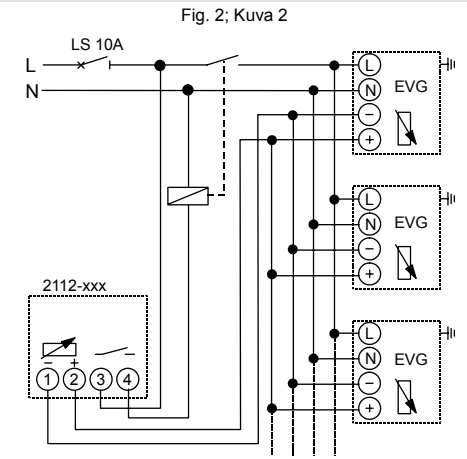 Fig. 2; Kuva 2
LS 10A
L
N
L
N
EVG
−
+
L
N
EVG
−
+
2112-xxx
− +
1 2 3 4
L
N
EVG
−
+